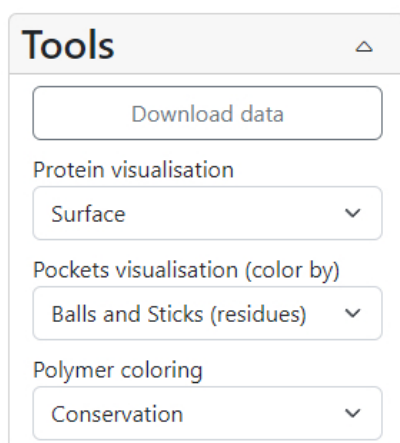 Tools
Download data
Protein visualisation
Surface
Pockets visualisation (color by)
Balls and Sticks (residues)
Polymer coloring
Conservation